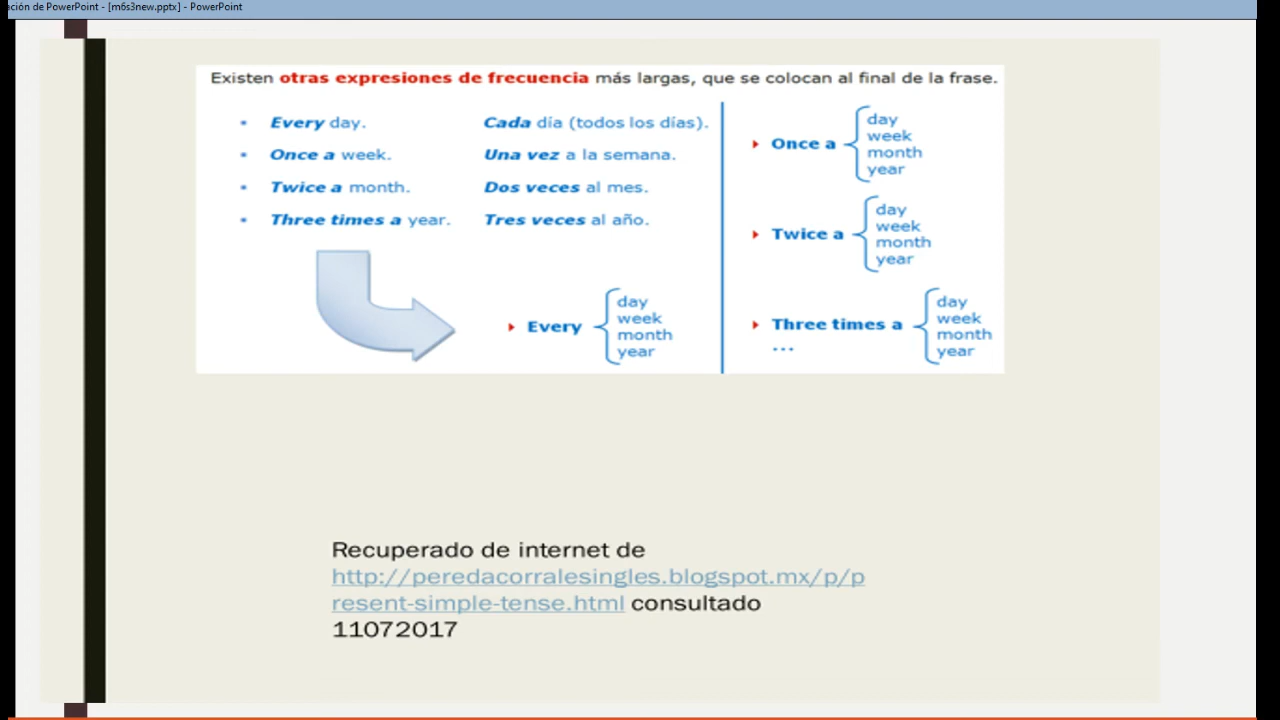 ación de PowerPoint - [m6s3new.pptx] - PowerPoint
Existen otras expresiones de frecuencia más largas, que se colocan al final de la frase.
• Every day. Cada día (todos los días).
• Once a week. Una vez a la semana.
• Twice a month. Dos veces al mes.
• Three times a year. Tres veces al año.
Every
day
week
month
year
Once a
day
week
month
year
Twice a
day
week
month
year
Three times a
day
week
month
year
...
Recuperado de internet de
http://peredacorralesingles.blogspot.mx/p/p
resent-simple-tense.html consultado
11072017